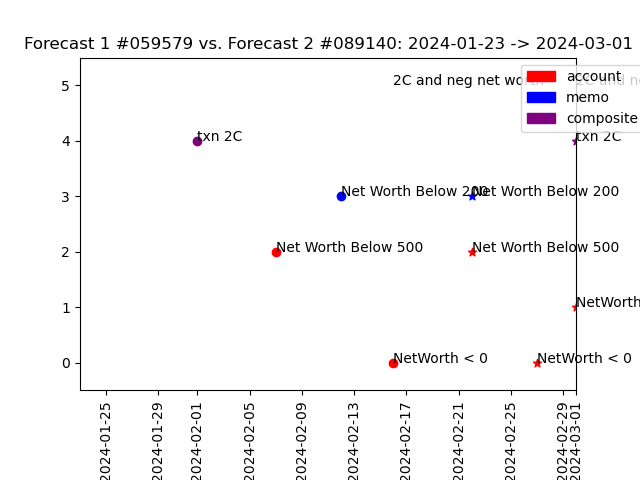 Forecast 1 #059579 vs. Forecast 2 #089140: 2024-01-23 -> 2024-03-01
5
2C and neg net worth
2C and ne
account
memo
composite
4
txn 2C
txn 2C
3
Net Worth Below 200
Net Worth Below 200
2
Net Worth Below 500
Net Worth Below 500
1
NetWorth
0
NetWorth < 0
NetWorth < 0
2024-01-25
2024-01-29
2024-02-01
2024-02-05
2024-02-09
2024-02-13
2024-02-17
2024-02-21
2024-02-25
2024-02-29
2024-03-01